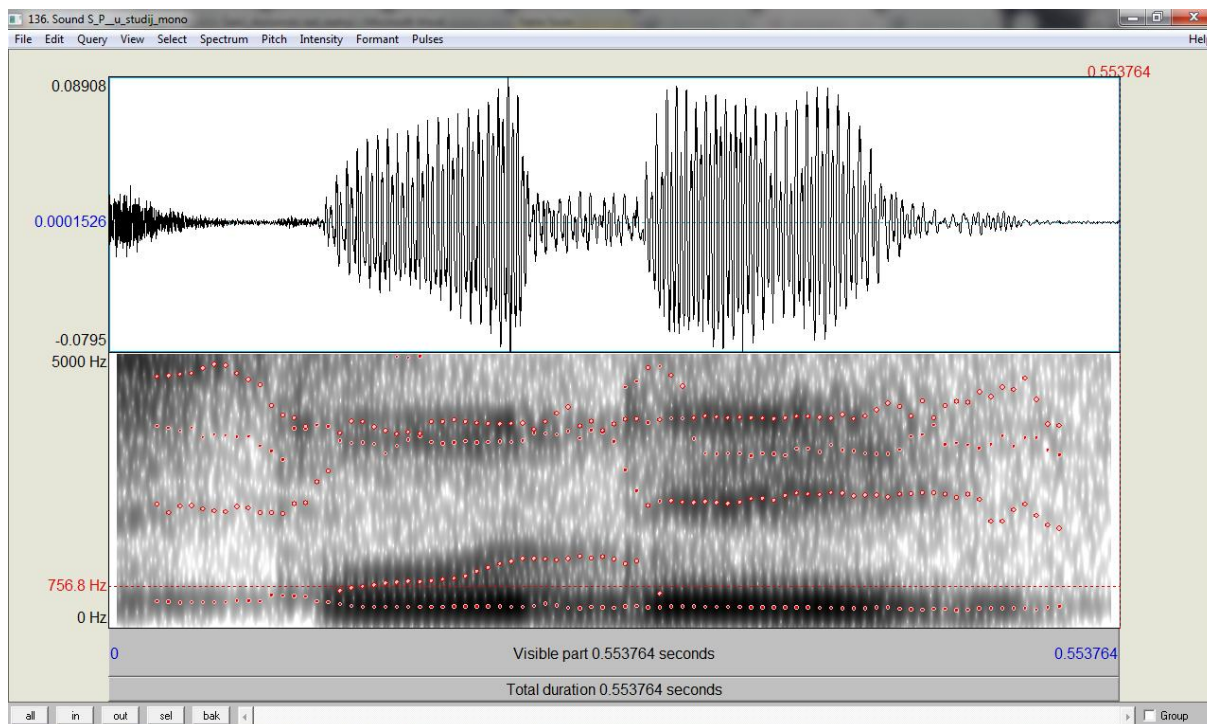 136. Sound S_P__u_studij_mono
File Edit Query View Select Spectrum Pitch Intensity Formant Pulses Help
0.553764
0.08908
0.0001526
-0.0795
5000 Hz
756.8 Hz
0 Hz
0 Visible part 0.553764 seconds 0.553764
Total duration 0.553764 seconds
all in out sel bak Group